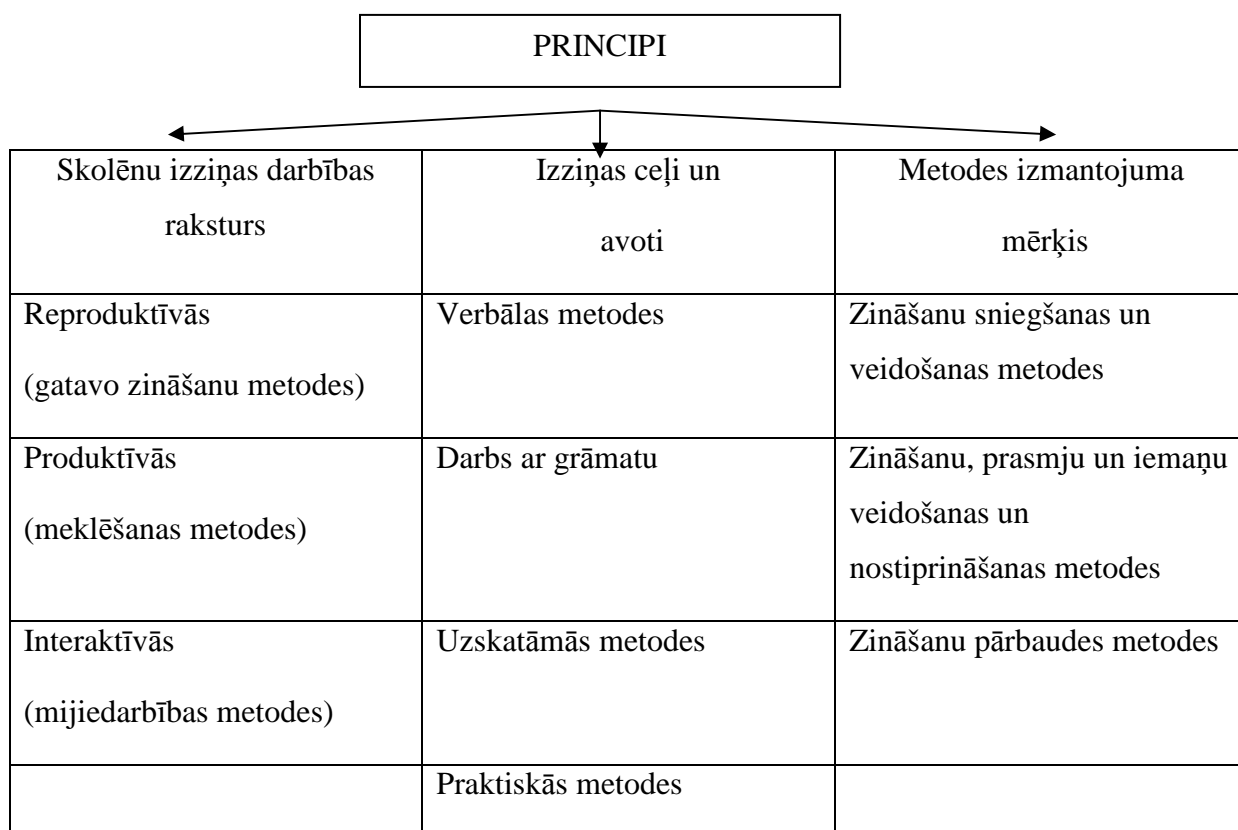 PRINCIPI
Skolēnu izziņas darbības
raksturs
Izziņas ceļi un
avoti
Metodes izmantojuma
mērķis
Reproduktīvās
(gatavo zināšanu metodes)
Verbālas metodes
Zināšanu sniegšanas un
veidošanas metodes
Produktīvās
(meklēšanas metodes)
Darbs ar grāmatu
Zināšanu, prasmju un iemaņu
veidošanas un
nostiprināšanas metodes
Interaktīvās
(mijiedarbības metodes)
Uzskatāmās metodes
Zināšanu pārbaudes metodes
Praktiskās metodes